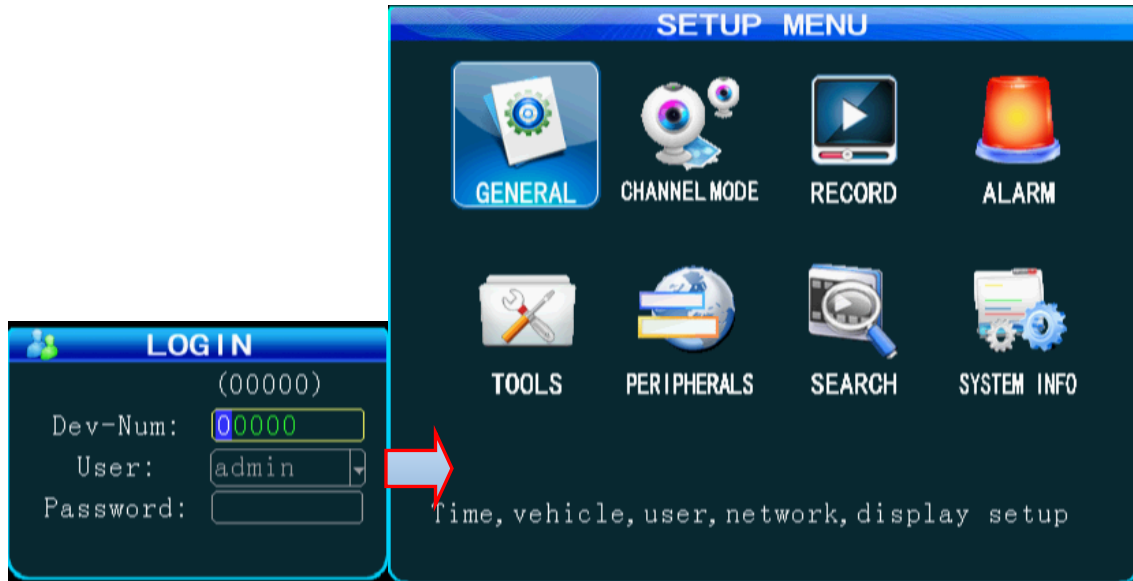 LOGIN
(00000)
Dev-Num: 00000
User: admin
Password:
SETUP MENU
GENERAL CHANNEL MODE RECORD ALARM
TOOLS PERIPHERALS SEARCH SYSTEM INFO
Time,vehicle,user,network,display setup